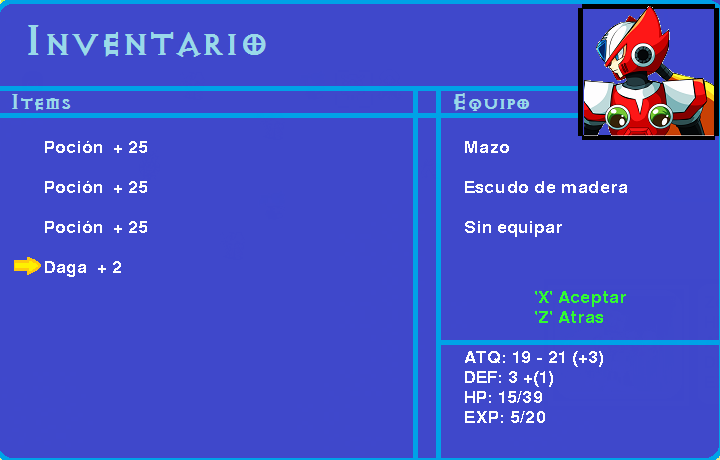 Inventario
Items
Poción + 25
Poción + 25
Poción + 25
Daga + 2
Equipo
Mazo
Escudo de madera
Sin equipar
'X' Aceptar
'Z' Atras
ATQ: 19 - 21 (+3)
DEF: 3 +(1)
HP: 15/39
EXP: 5/20